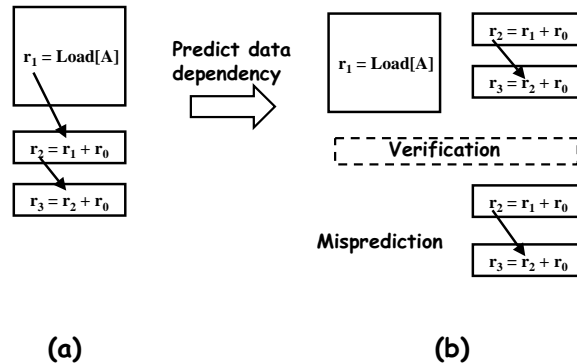 r₁ = Load[A]
r₂ = r₁ + r₀
r₃ = r₂ + r₀
(a)
Predict data
dependency
r₁ = Load[A]
r₂ = r₁ + r₀
r₃ = r₂ + r₀
Verification
Misprediction
r₂ = r₁ + r₀
r₃ = r₂ + r₀
(b)